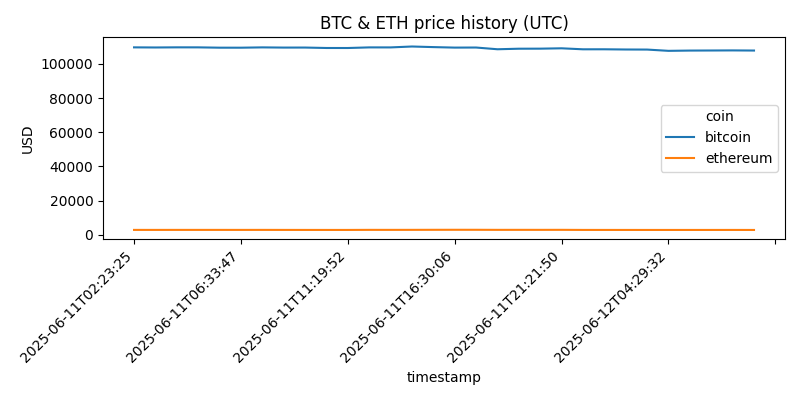 BTC & ETH price history (UTC)
USD
100000
80000
60000
40000
20000
0
coin
bitcoin
ethereum
2025-06-11T02:23:25
2025-06-11T06:33:47
2025-06-11T11:19:52
2025-06-11T16:30:06
2025-06-11T21:21:50
2025-06-12T04:29:32
timestamp